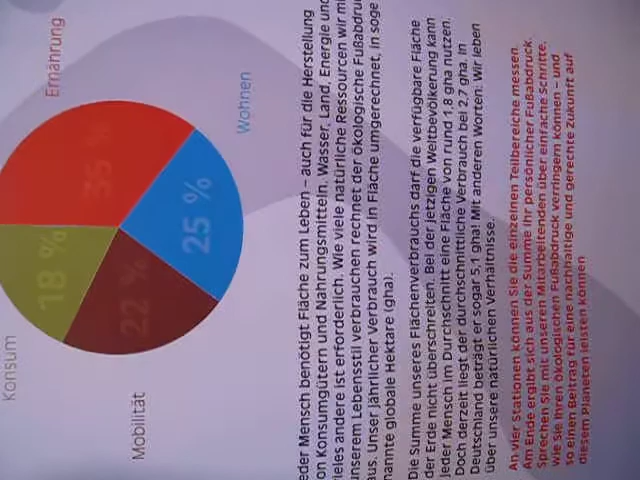 Ernährung
35 %
Wohnen
25 %
18 %
22 %
Konsum
Mobilität
eder Mensch benötigt Fläche zum Leben – auch für die Herstellung
on Konsumgütern und Nahrungsmitteln. Wasser, Land, Energie und
ieles andere ist erforderlich. Wie viele natürliche Ressourcen wir mi
nserem Lebensstil verbrauchen rechnet der Ökologische Fußabdru
us. Unser jährlicher Verbrauch wird in Fläche umgerechnet, in soge
nannte globale Hektare (gha).
Die Summe unseres Flächenverbrauchs darf die verfügbare Fläche
der Erde nicht überschreiten. Bei der jetzigen Weltbevölkerung kann
jeder Mensch im Durchschnitt eine Fläche von rund 1,8 gha nutzen.
Doch derzeit liegt der durchschnittliche Verbrauch bei 2,7 gha. In
Deutschland beträgt er sogar 5,1 gha! Mit anderen Worten: Wir leben
über unsere natürlichen Verhältnisse.
An vier Stationen können Sie die einzelnen Teilbereiche messen.
Am Ende ergibt sich aus der Summe Ihr persönlicher Fußabdruck.
Sprechen Sie mit unseren Mitarbeitenden über einfache Schritte,
wie Sie Ihren Ökologischen Fußabdruck verringern können – und
so einen Beitrag für eine nachhaltige und gerechte Zukunft auf
diesem Planeten leisten können